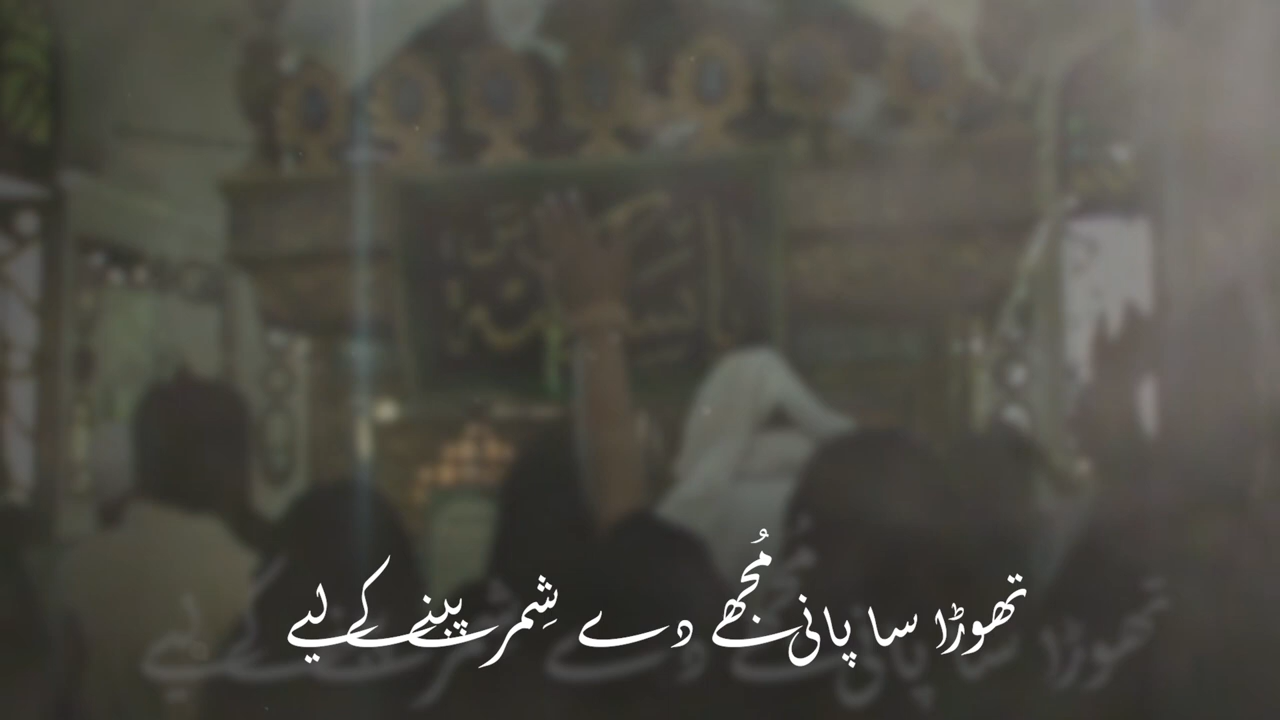 تھوڑا سا پانی مُجھے دے شِمر پینے کے لیے